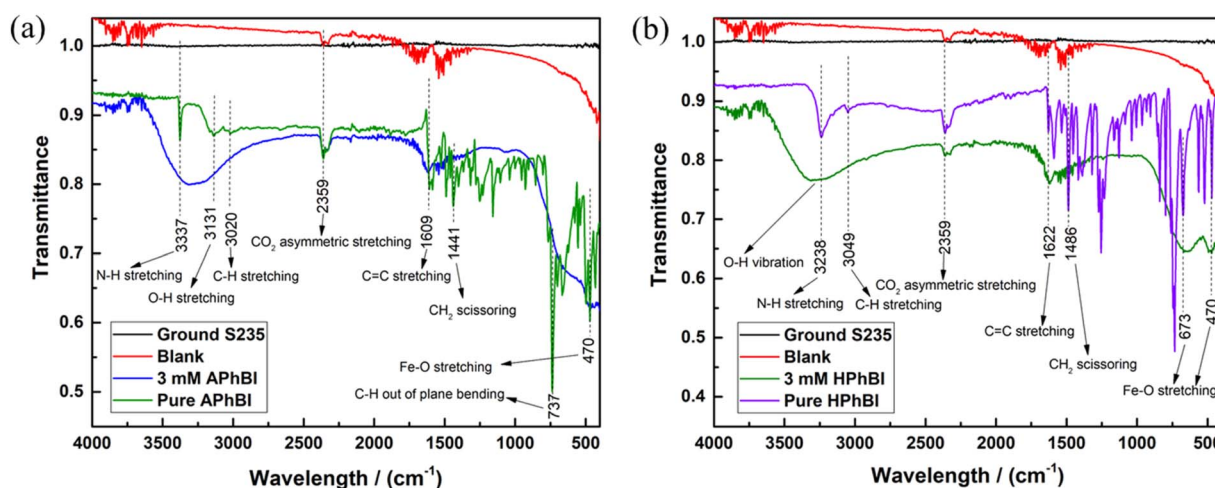 (a)
Transmittance
1.0
0.9
0.8
0.7
0.6
0.5
3337
3131
3020
2359
1609
1441
737
470
N-H stretching
O-H stretching
C-H stretching
CO2 asymmetric stretching
C=C stretching
CH2 scissoring
Fe-O stretching
C-H out of plane bending
Ground S235
Blank
3 mM APhBI
Pure APhBI
4000 3500 3000 2500 2000 1500 1000 500
Wavelength / (cm-1)
(b)
Transmittance
1.0
0.9
0.8
0.7
0.6
0.5
0.4
3238
3049
2359
1622
1486
673
470
O-H vibration
N-H stretching
CO2 asymmetric stretching
C-H stretching
C=C stretching
CH2 scissoring
Fe-O stretching
Ground S235
Blank
3 mM HPhBI
Pure HPhBI
4000 3500 3000 2500 2000 1500 1000 500
Wavelength / (cm-1)